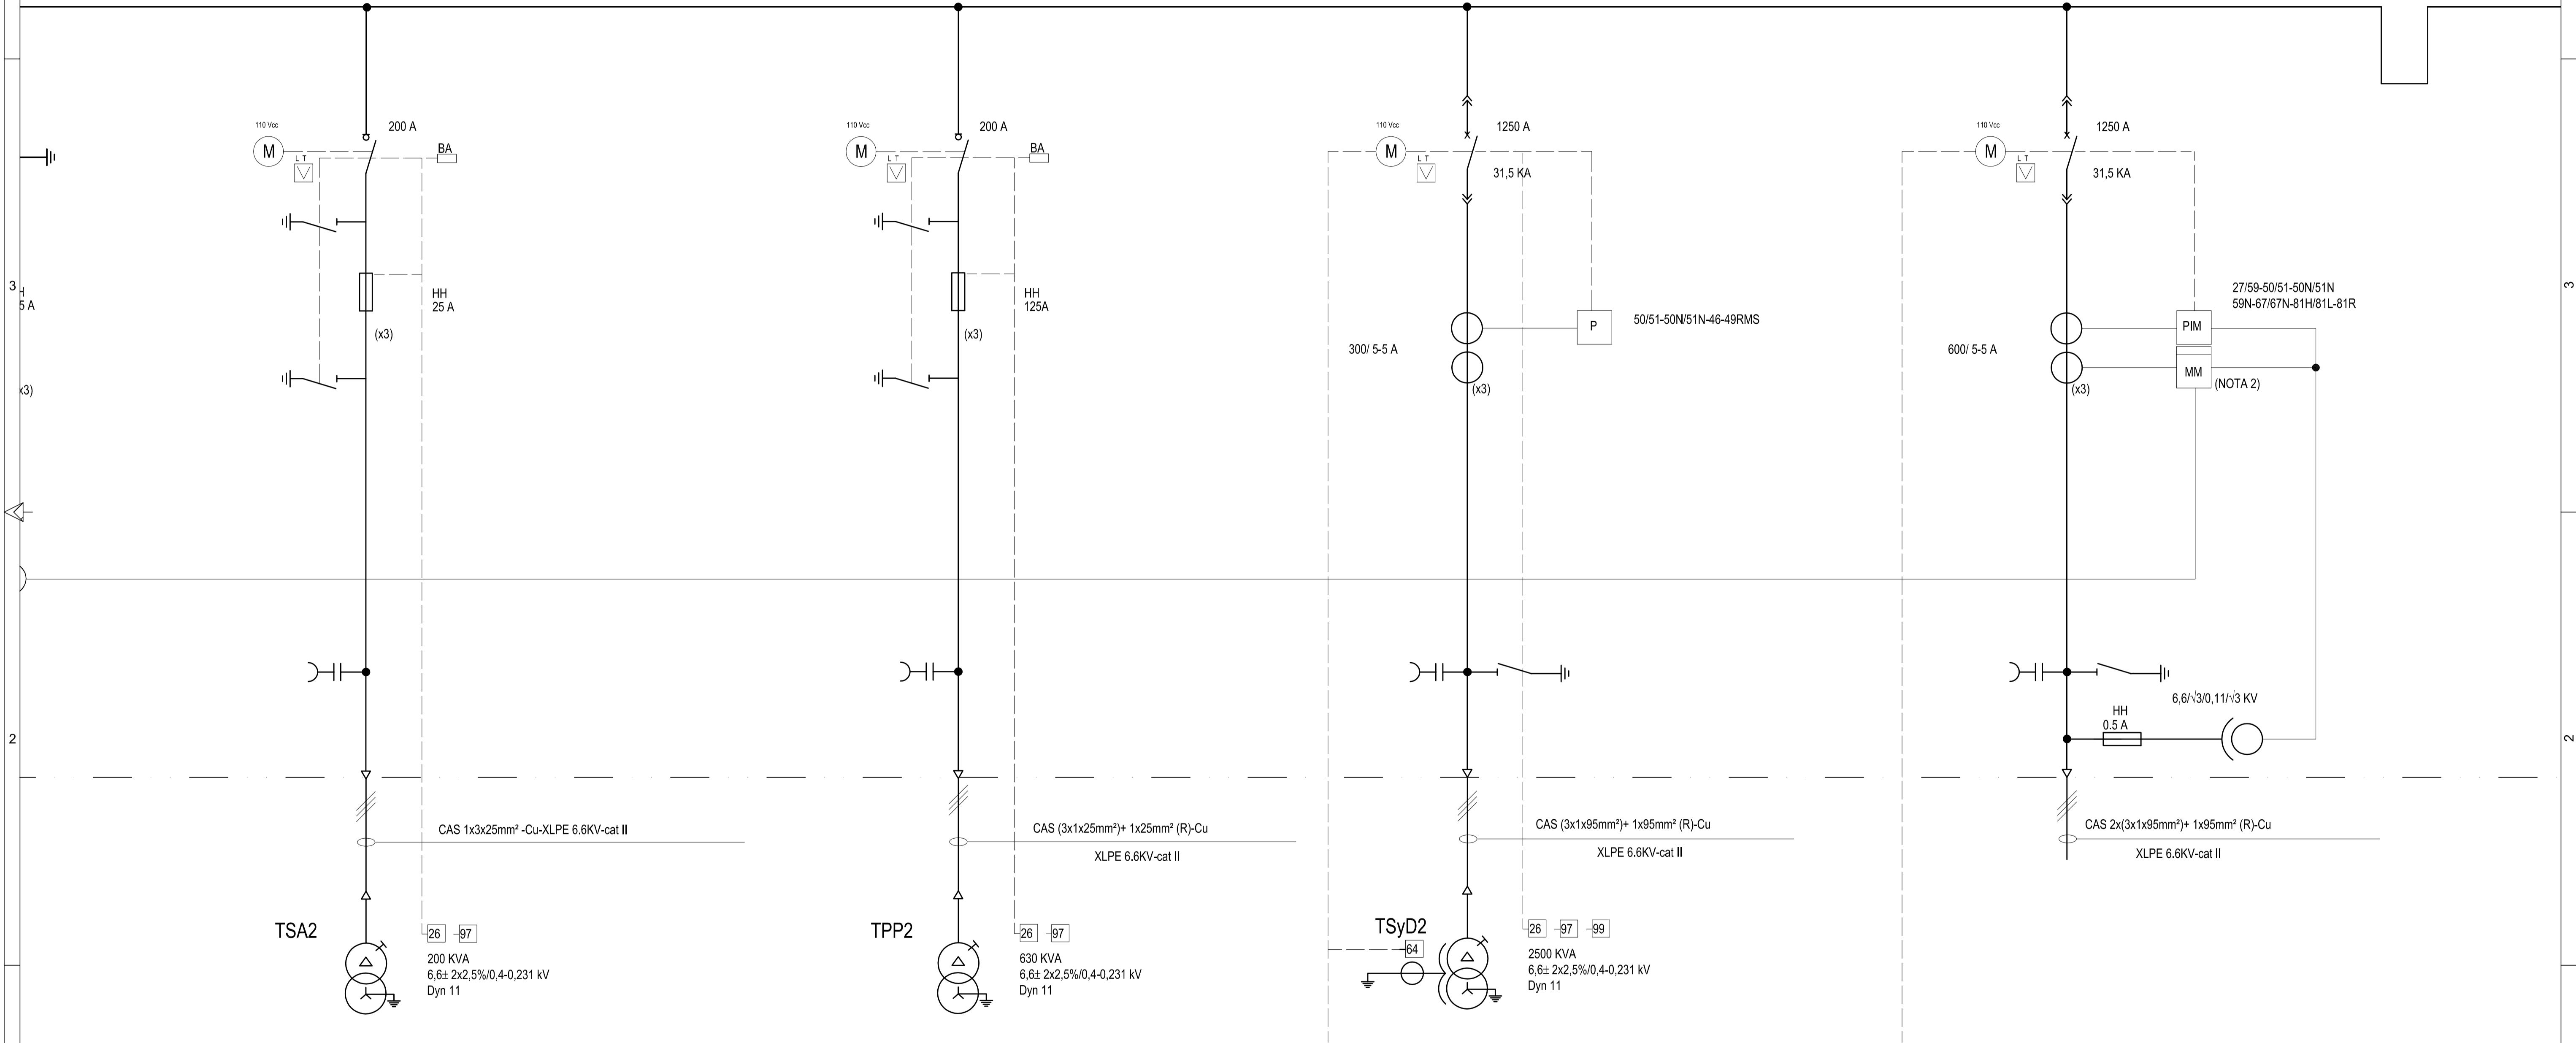 110 Vcc
M
L T
200 A
BA
HH
25 A
(x3)
CAS 1x3x25mm² -Cu-XLPE 6.6KV-cat II
TSA2
26
97
200 KVA
6,6± 2x2,5%/0,4-0,231 kV
Dyn 11
110 Vcc
M
L T
200 A
BA
HH
125A
(x3)
CAS (3x1x25mm²)+ 1x25mm² (R)-Cu
XLPE 6.6KV-cat II
TPP2
26
97
630 KVA
6,6± 2x2,5%/0,4-0,231 kV
Dyn 11
110 Vcc
M
L T
1250 A
31,5 KA
P
50/51-50N/51N-46-49RMS
300/ 5-5 A
(x3)
CAS (3x1x95mm²)+ 1x95mm² (R)-Cu
XLPE 6.6KV-cat II
TSyD2
64
26
97
99
2500 KVA
6,6± 2x2,5%/0,4-0,231 kV
Dyn 11
110 Vcc
M
L T
1250 A
31,5 KA
27/59-50/51-50N/51N
59N-67/67N-81H/81L-81R
PIM
600/ 5-5 A
MM
(NOTA 2)
(x3)
6,6/√3/0,11/√3 KV
HH
0.5 A
CAS 2x(3x1x95mm²)+ 1x95mm² (R)-Cu
XLPE 6.6KV-cat II
3
5 A
x3)
2
3
2